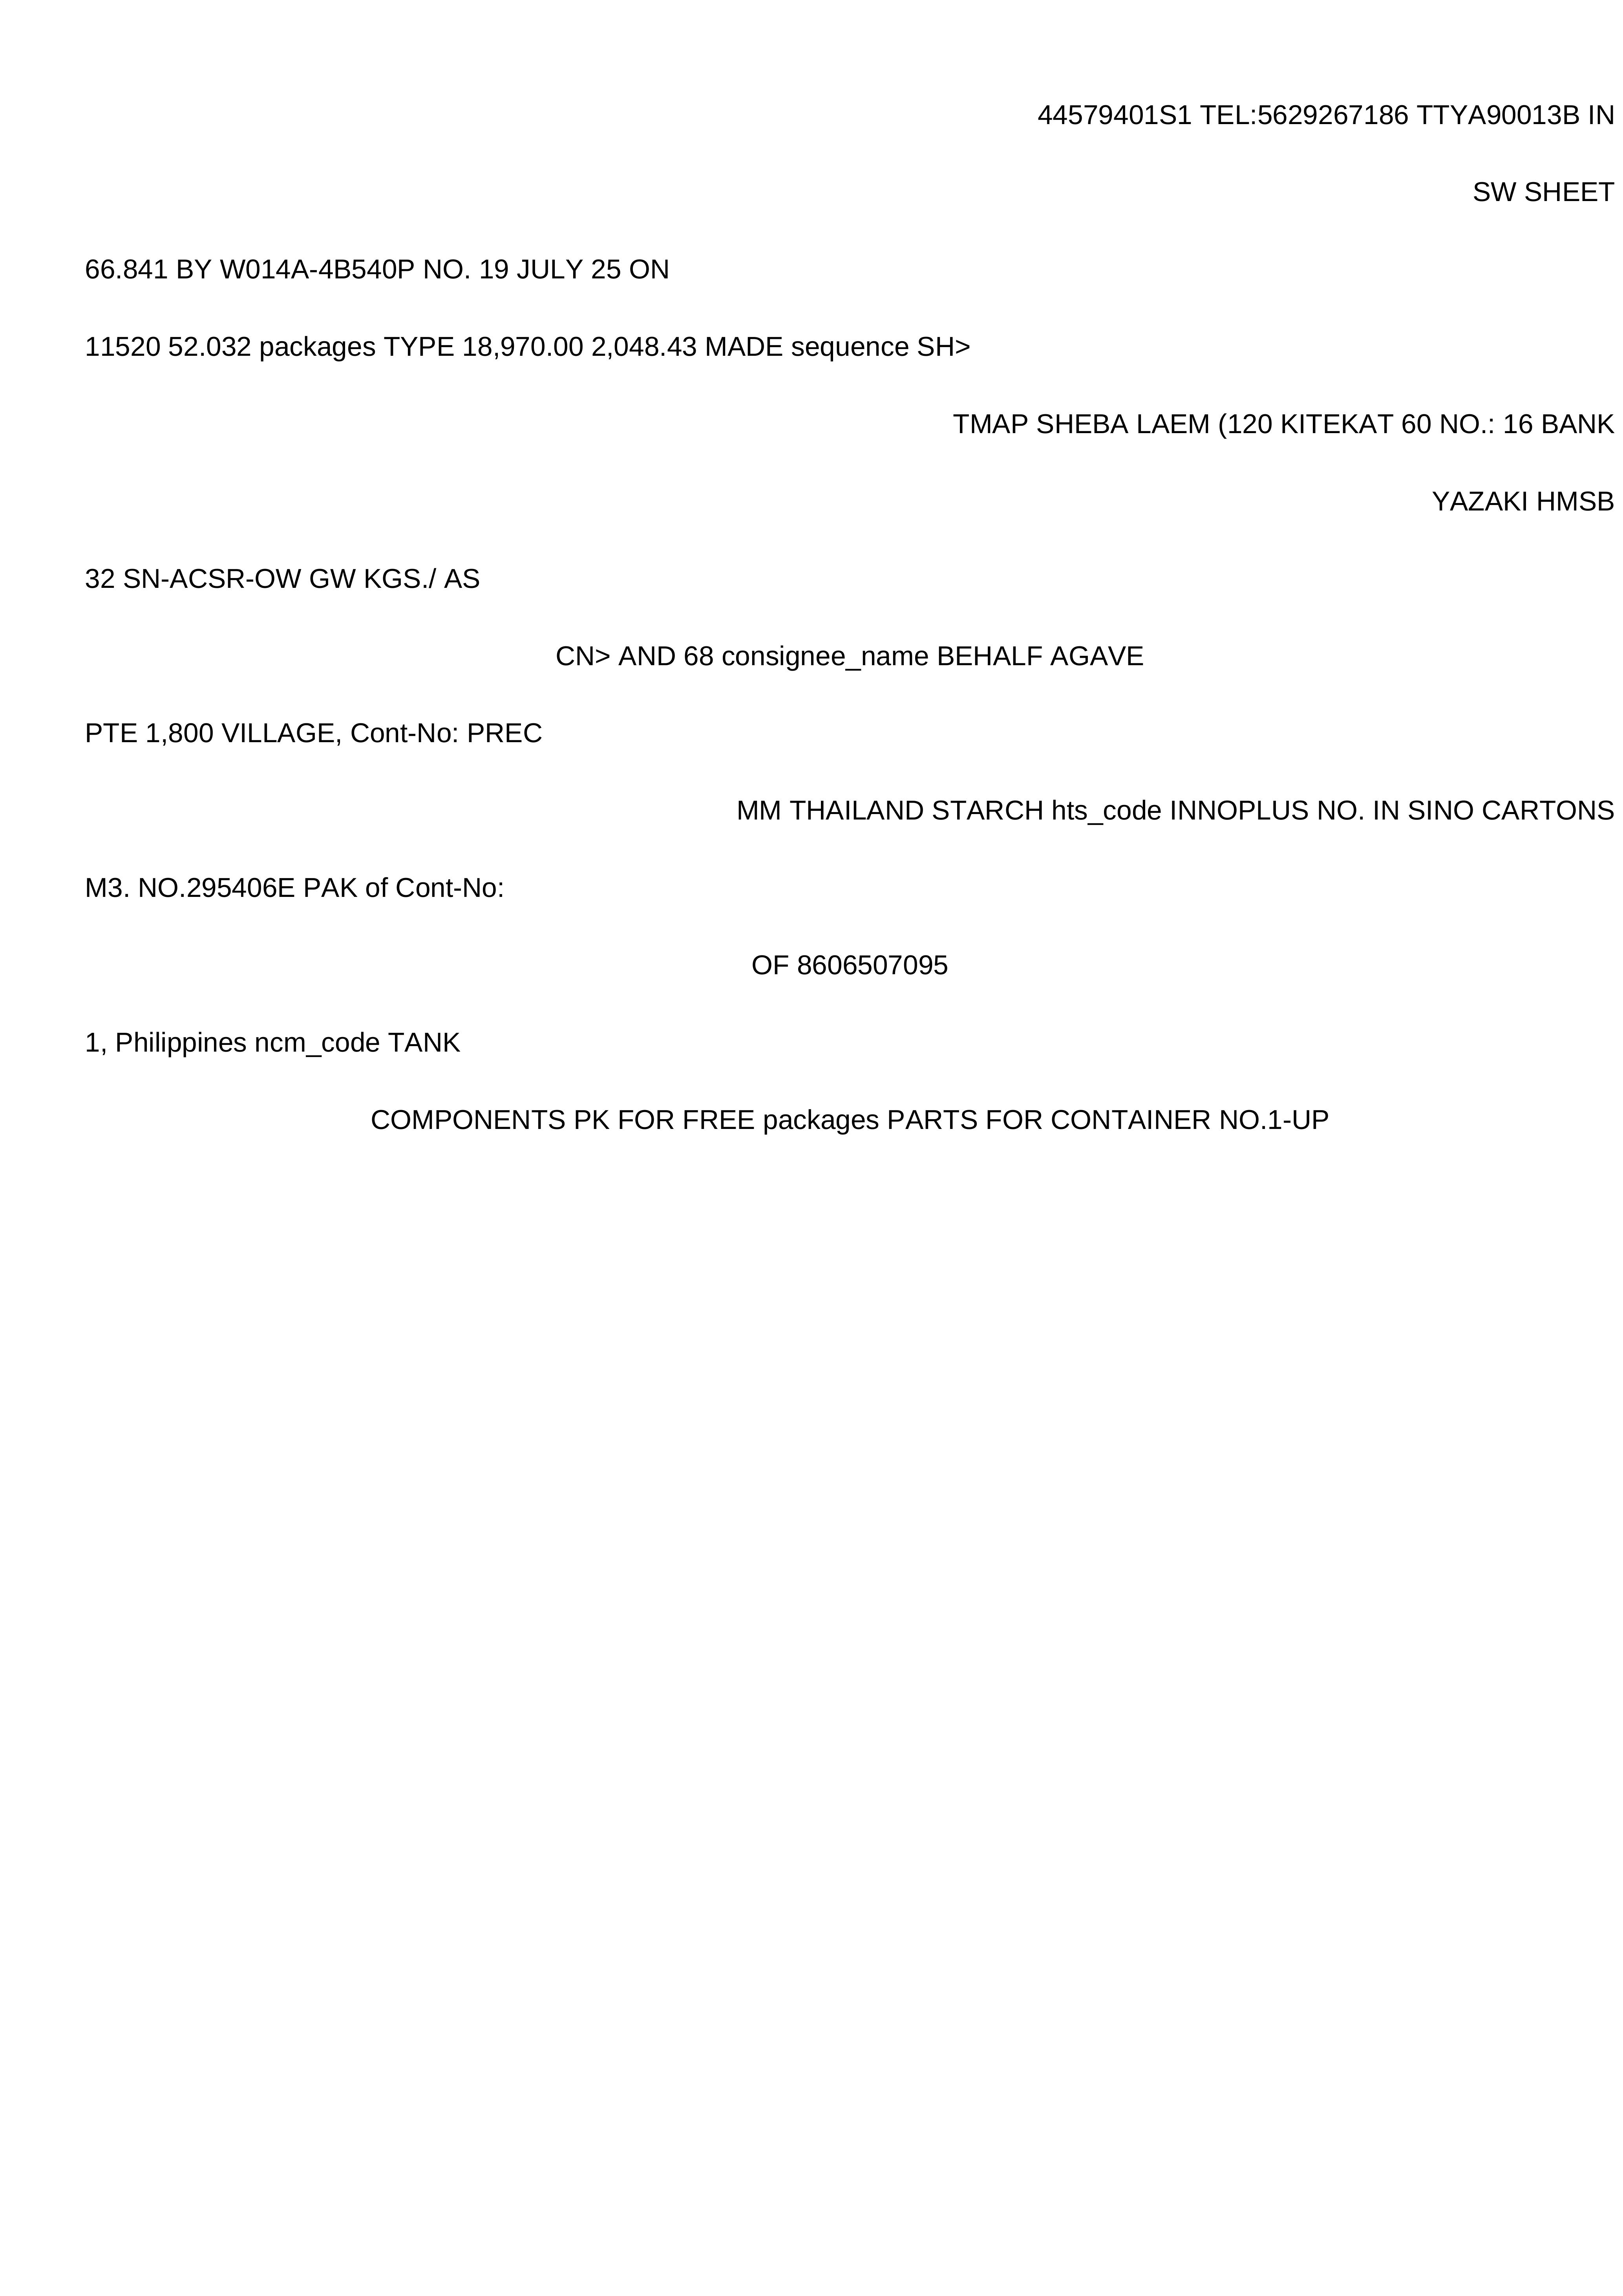 44579401S1 TEL:5629267186 TTYA90013B IN
SW SHEET
66.841 BY W014A-4B540P NO. 19 JULY 25 ON
11520 52.032 packages TYPE 18,970.00 2,048.43 MADE sequence SH>
TMAP SHEBA LAEM (120 KITEKAT 60 NO.: 16 BANK
YAZAKI HMSB
32 SN-ACSR-OW GW KGS./ AS
CN> AND 68 consignee_name BEHALF AGAVE
PTE 1,800 VILLAGE, Cont-No: PREC
MM THAILAND STARCH hts_code INNOPLUS NO. IN SINO CARTONS
M3. NO.295406E PAK of Cont-No:
OF 8606507095
1, Philippines ncm_code TANK
COMPONENTS PK FOR FREE packages PARTS FOR CONTAINER NO.1-UP